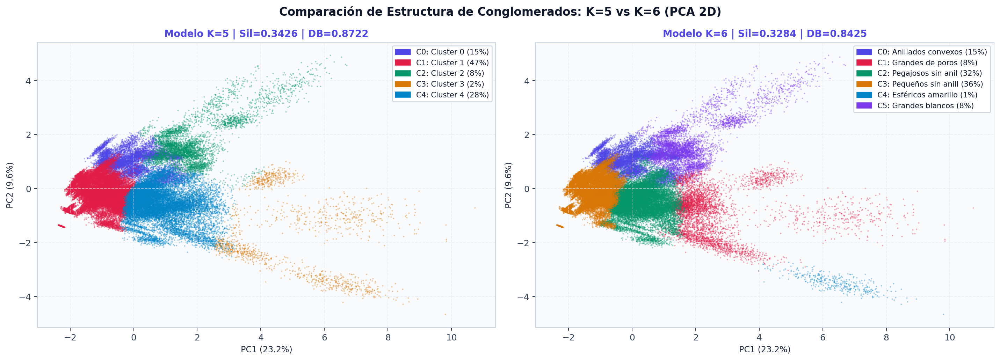 Comparación de Estructura de Conglomerados: K=5 vs K=6 (PCA 2D)
Modelo K=5 | Sil=0.3426 | DB=0.8722
C0: Cluster 0 (15%)
C1: Cluster 1 (47%)
C2: Cluster 2 (8%)
C3: Cluster 3 (2%)
C4: Cluster 4 (28%)
PC2 (9.6%)
4
2
0
−2
−4
−2
0
2
4
6
8
10
PC1 (23.2%)
Modelo K=6 | Sil=0.3284 | DB=0.8425
C0: Anillados convexos (15%)
C1: Grandes de poros (8%)
C2: Pegajosos sin anil (32%)
C3: Pequeños sin anill (36%)
C4: Esféricos amarillo (1%)
C5: Grandes blancos (8%)
PC2 (9.6%)
4
2
0
−2
−4
−2
0
2
4
6
8
10
PC1 (23.2%)